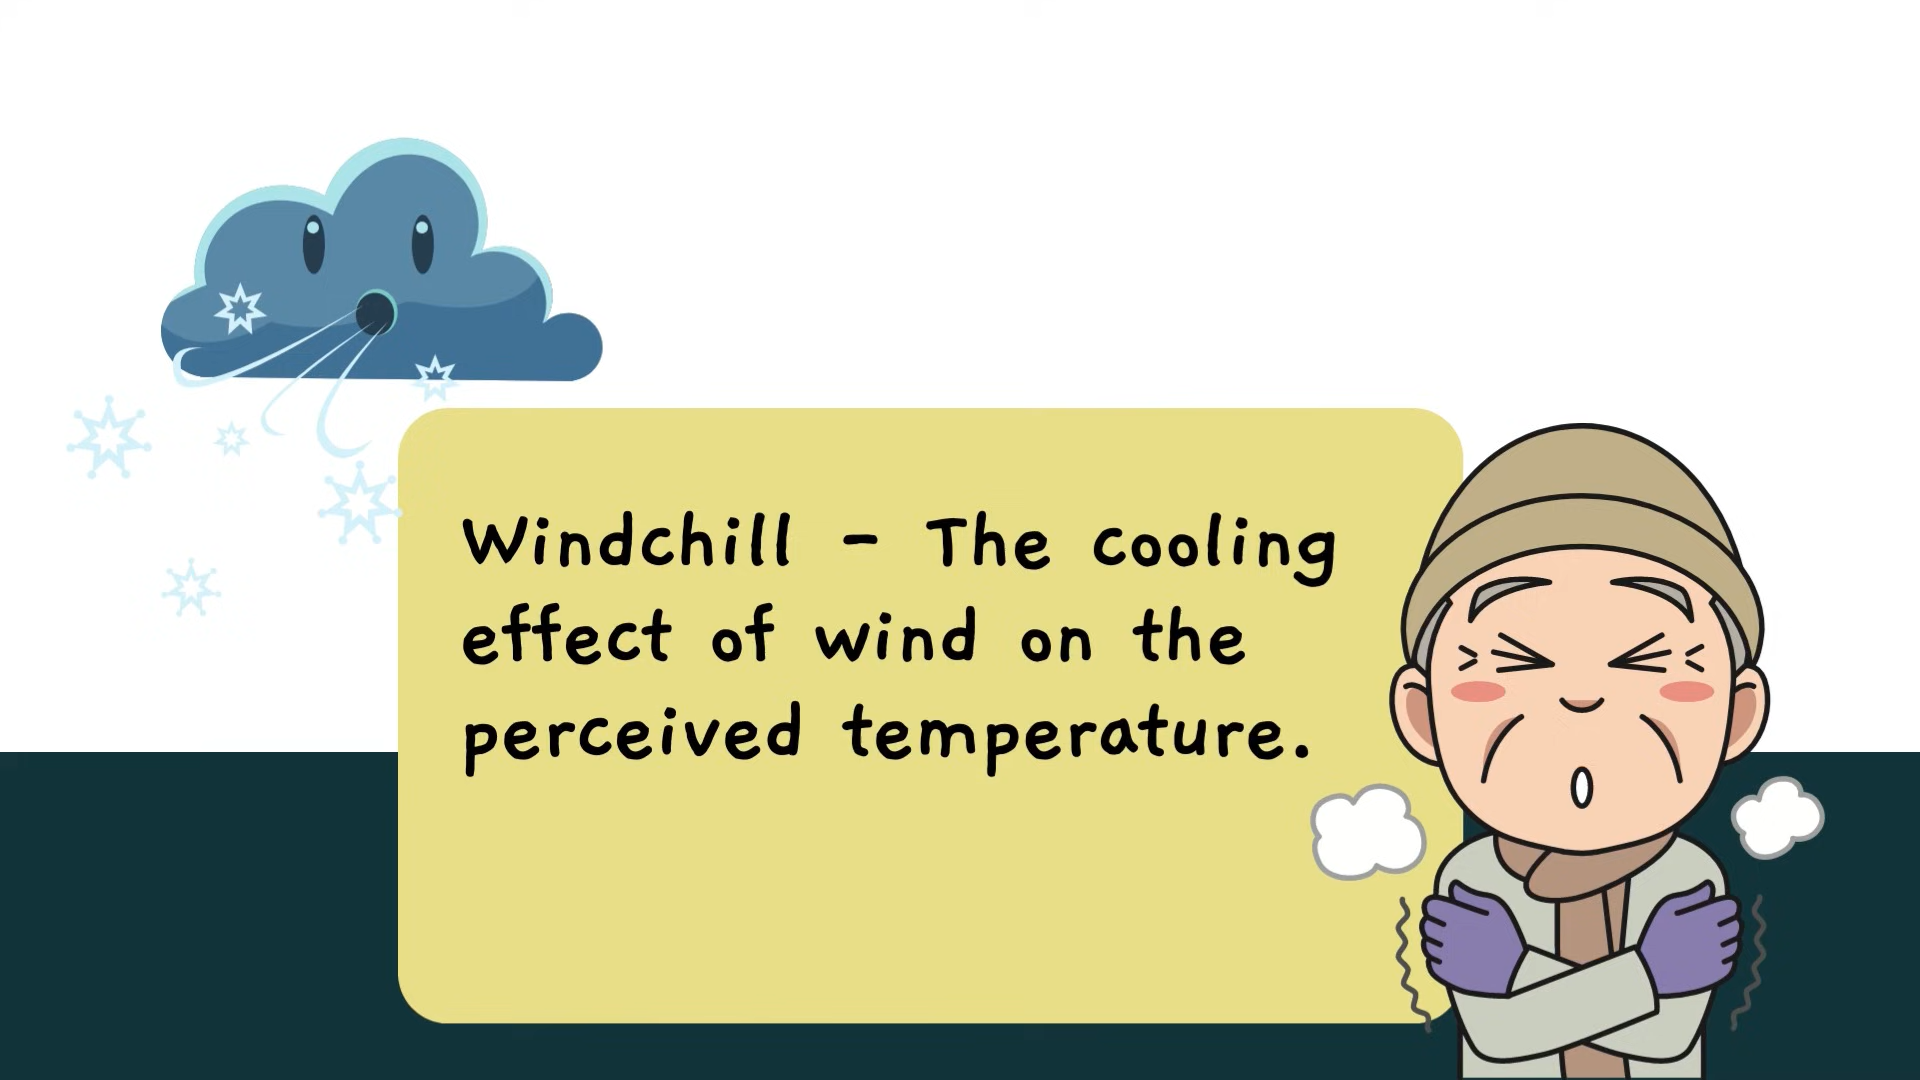 Windchill - The cooling
effect of wind on the
perceived temperature.